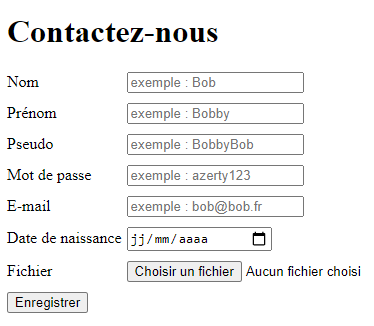 Contactez-nous
Nom exemple : Bob
Prénom exemple : Bobby
Pseudo exemple : BobbyBob
Mot de passe exemple : azerty123
E-mail exemple : bob@bob.fr
Date de naissance jj/mm/aaaa
Fichier Choisir un fichier Aucun fichier choisi
Enregistrer